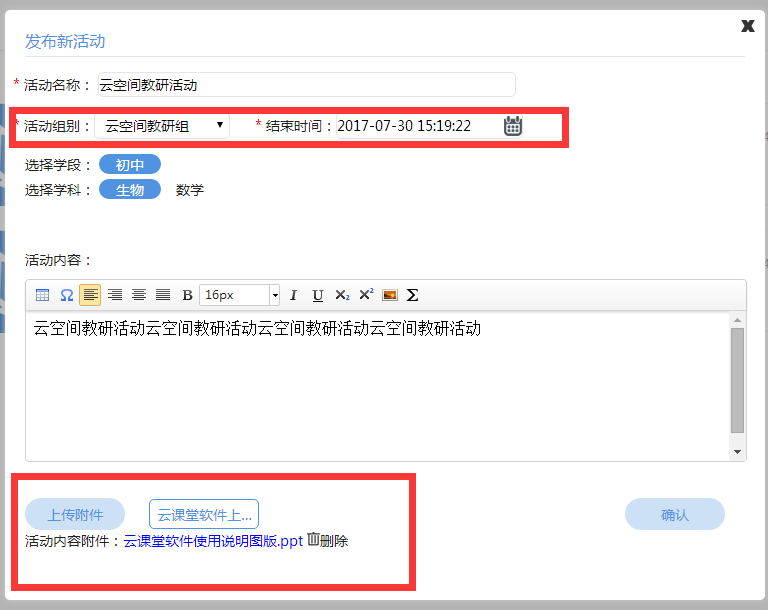 发布新活动 X
* 活动名称： 云空间教研活动
* 活动组别： 云空间教研组 * 结束时间：2017-07-30 15:19:22
选择学段： 初中
选择学科： 生物 数学
活动内容：
Ω B 16px I U X₂ X² Σ
云空间教研活动云空间教研活动云空间教研活动云空间教研活动
上传附件 云课堂软件上... 确认
活动内容附件：云课堂软件使用说明图版.ppt 删除